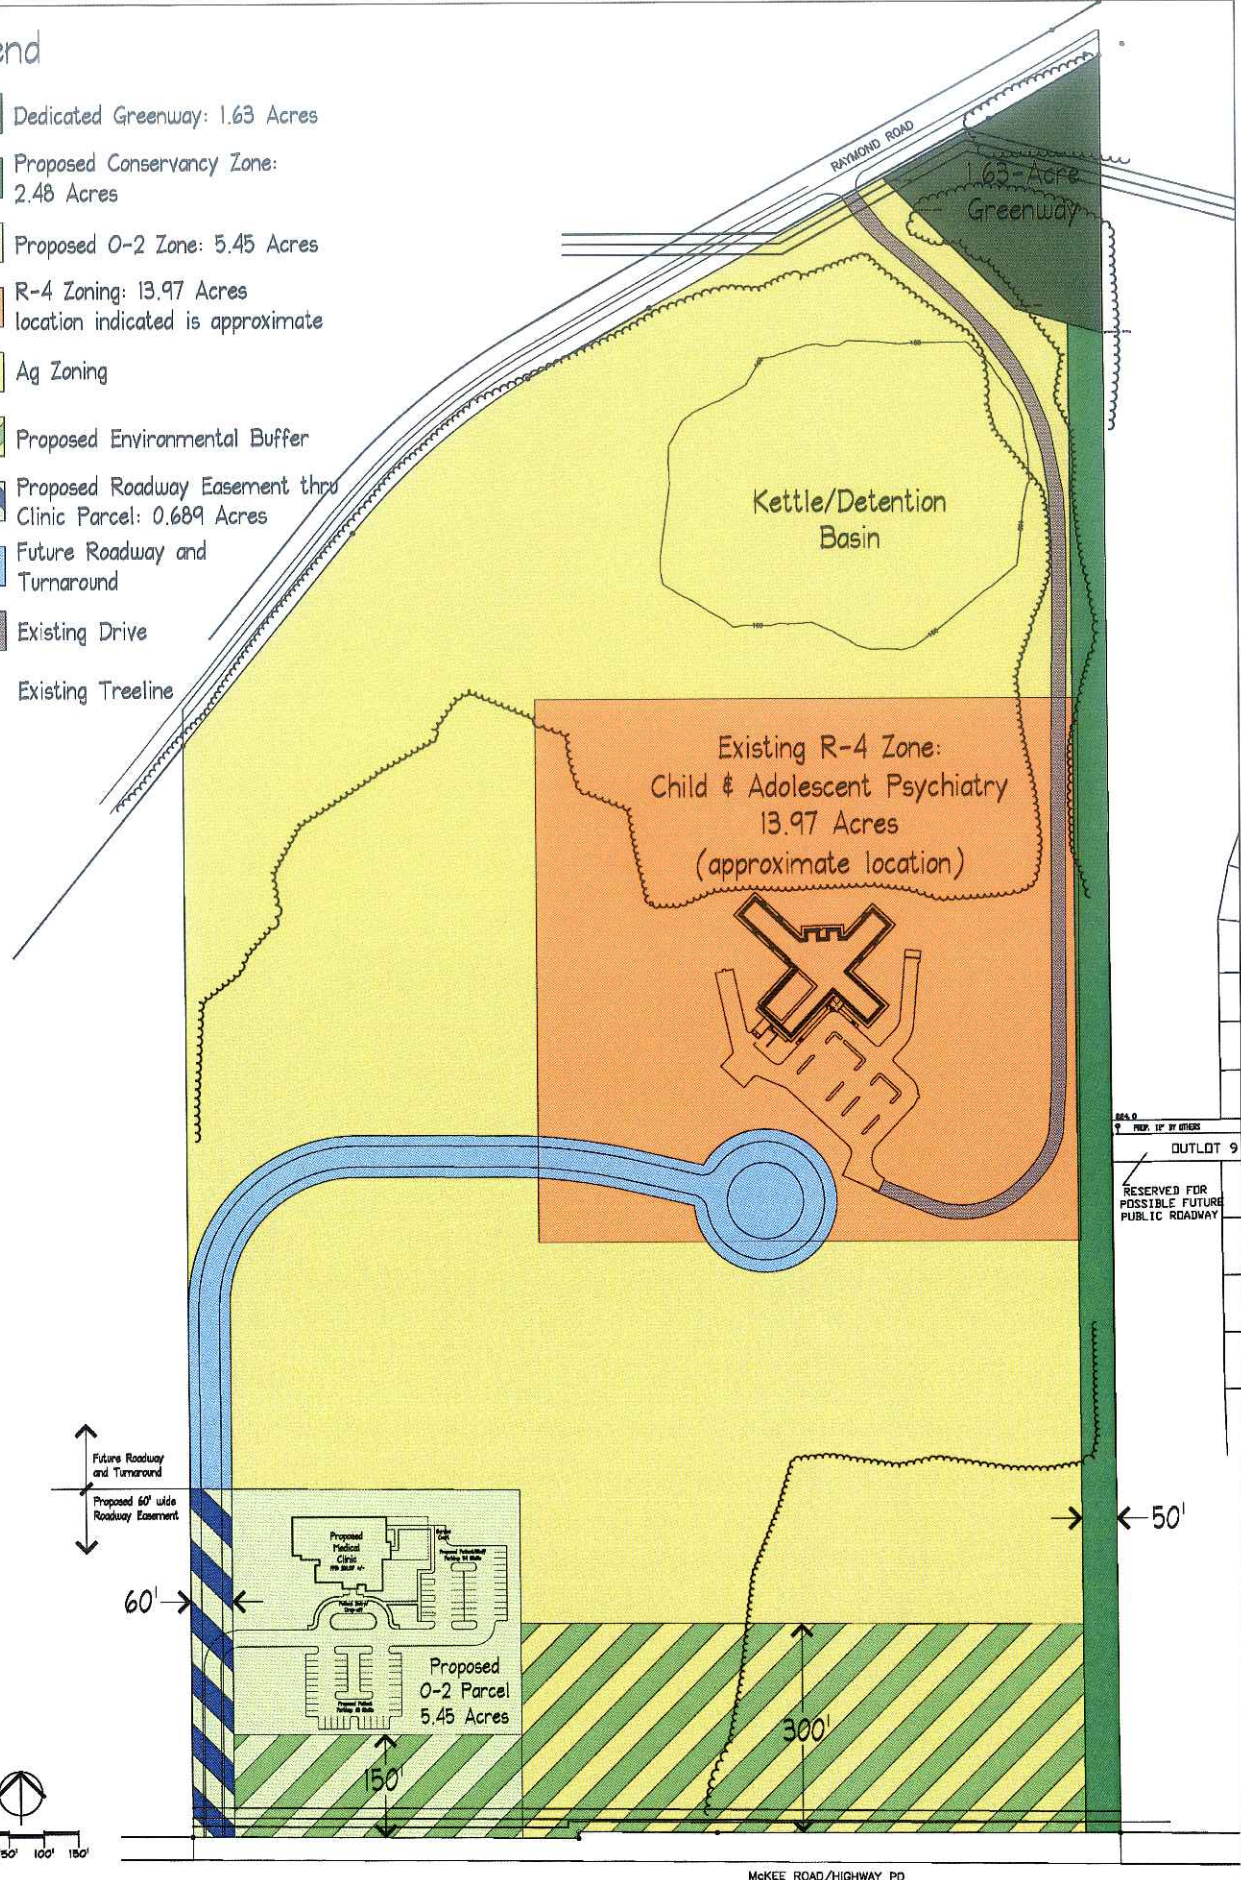 end
Dedicated Greenway: 1.63 Acres
Proposed Conservancy Zone:
2.48 Acres
Proposed O-2 Zone: 5.45 Acres
R-4 Zoning: 13.97 Acres
location indicated is approximate
Ag Zoning
Proposed Environmental Buffer
Proposed Roadway Easement thru
Clinic Parcel: 0.689 Acres
Future Roadway and
Turnaround
Existing Drive
Existing Treeline
RAYMOND ROAD
1.63-Acre
Greenway
Kettle/Detention
Basin
Existing R-4 Zone:
Child & Adolescent Psychiatry
13.97 Acres
(approximate location)
OUTLOT 9
RESERVED FOR
POSSIBLE FUTURE
PUBLIC ROADWAY
Future Roadway
and Turnaround
Proposed 60' wide
Roadway Easement
60'
50'
Proposed
Medical
Clinic
Proposed
O-2 Parcel
5.45 Acres
150'
300'
50' 100' 150'
McKEE ROAD/HIGHWAY PD